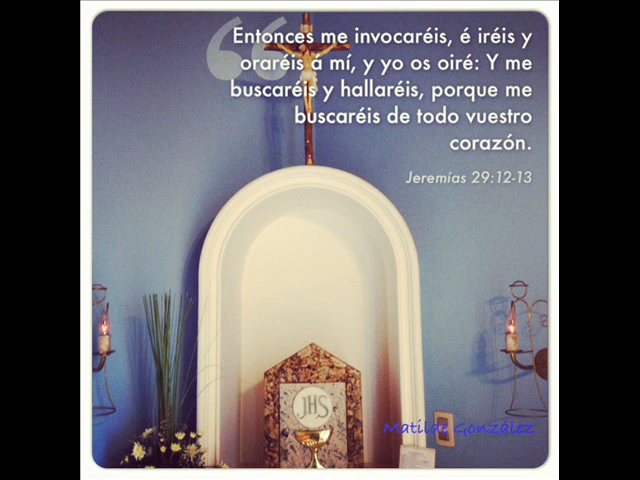 Entonces me invocaréis, é iréis y
oraréis á mí, y yo os oiré: Y me
buscaréis y hallaréis, porque me
buscaréis de todo vuestro
corazón.
Jeremías 29:12-13
JHS
Matilde González